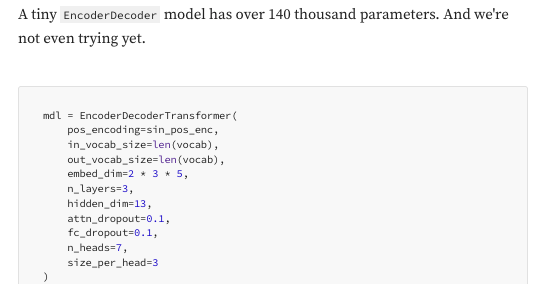 A tiny EncoderDecoder model has over 140 thousand parameters. And we're
not even trying yet.
mdl = EncoderDecoderTransformer(
    pos_encoding=sin_pos_enc,
    in_vocab_size=len(vocab),
    out_vocab_size=len(vocab),
    embed_dim=2 * 3 * 5,
    n_layers=3,
    hidden_dim=13,
    attn_dropout=0.1,
    fc_dropout=0.1,
    n_heads=7,
    size_per_head=3
)